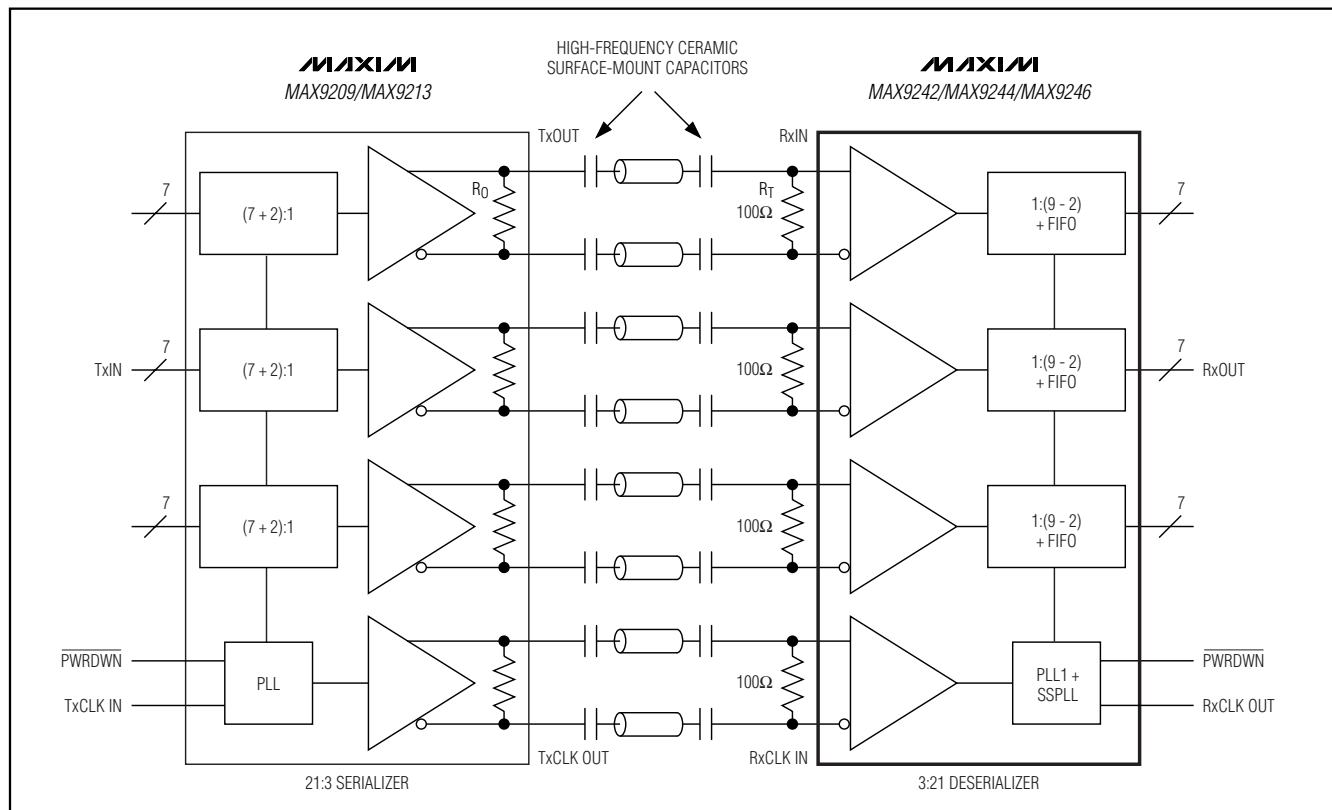 HIGH-FREQUENCY CERAMIC
SURFACE-MOUNT CAPACITORS
MAXIM
MAX9209/MAX9213
MAXIM
MAX9242/MAX9244/MAX9246
TxOUT
RxIN
7
(7 + 2):1
RO
RT
100Ω
1:(9 - 2)
+ FIFO
7
TxIN
7
(7 + 2):1
100Ω
1:(9 - 2)
+ FIFO
7
RxOUT
7
(7 + 2):1
100Ω
1:(9 - 2)
+ FIFO
7
PWRDWN
TxCLK IN
PLL
100Ω
PLL1 +
SSPLL
PWRDWN
RxCLK OUT
TxCLK OUT
RxCLK IN
21:3 SERIALIZER
3:21 DESERIALIZER